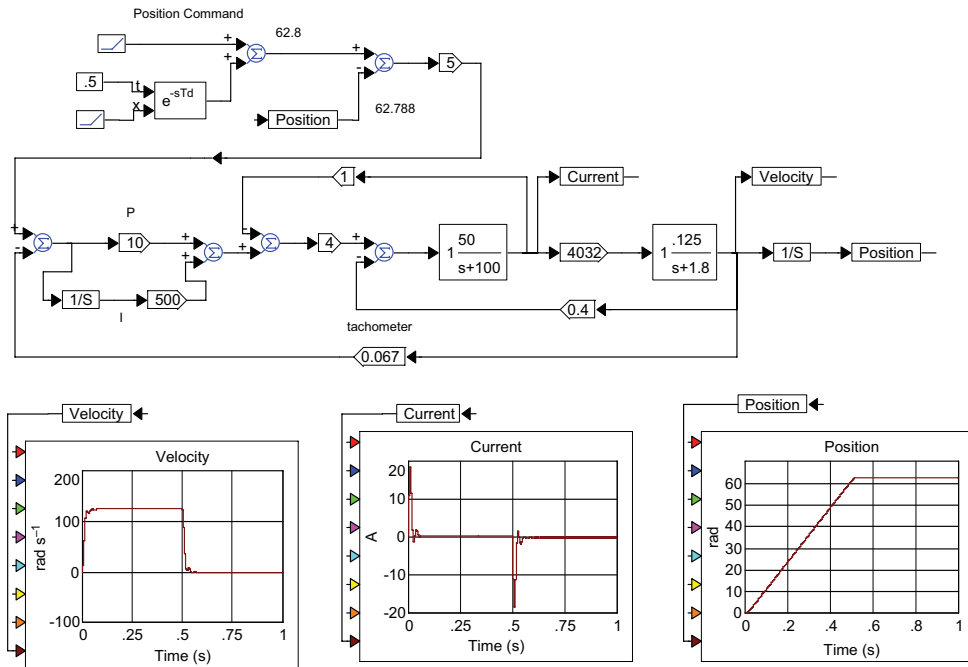 Position Command
62.8
+
+
Σ
+
-
Σ
5
.5
t
x
e-sTd
Position
62.788
1
Current
Velocity
+
-
Σ
P
10
+
+
Σ
-
+
Σ
4
+
-
Σ
1 50
s+100
4032
1 .125
s+1.8
1/S
Position
1/S
500
I
0.4
tachometer
0.067
Velocity
Current
Position
Velocity
200
100
0
-100
rad s–1
0 .25 .5 .75 1
Time (s)
Current
20
10
0
-10
-20
A
0 .25 .5 .75 1
Time (s)
Position
60
50
40
30
20
10
0
rad
0 .2 .4 .6 .8 1
Time (s)